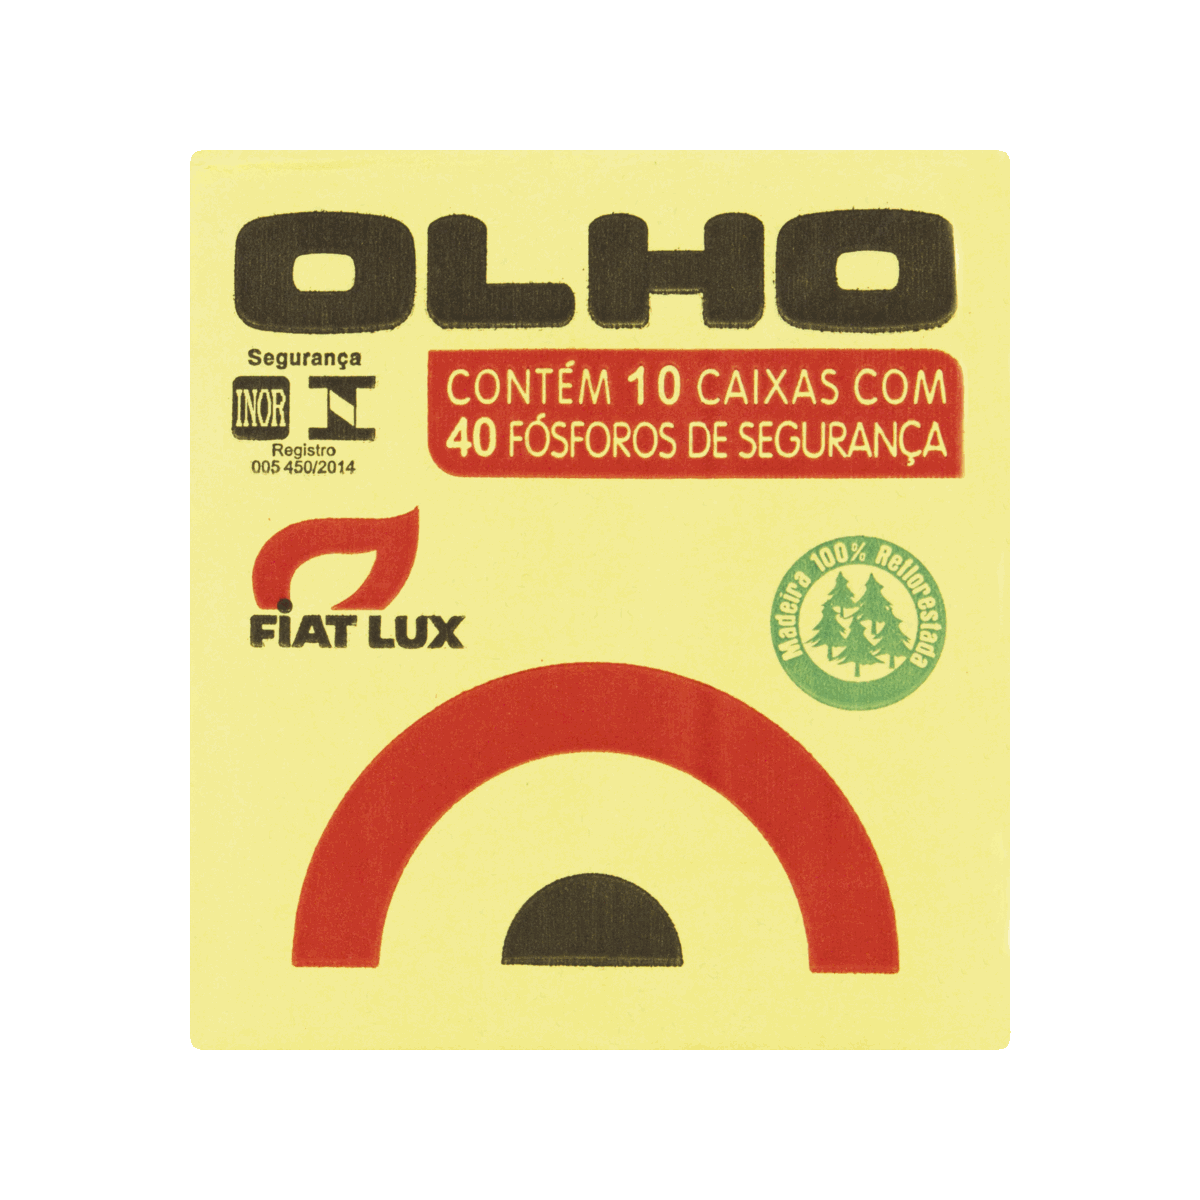 OLHO
Segurança
INOR
CONTÉM 10 CAIXAS COM
40 FÓSFOROS DE SEGURANÇA
Registro
005 450/2014
FIAT LUX
Madeira 100% Reflorestada